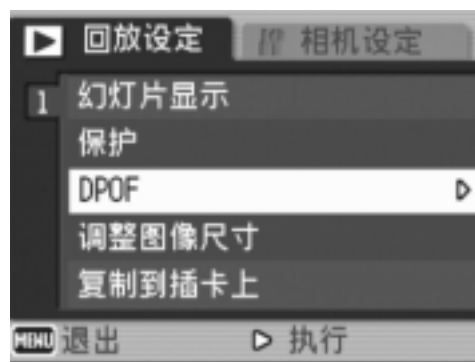 回放设定 相机设定
1 幻灯片显示
保护
DPOF
调整图像尺寸
复制到插卡上
MENU 退出 执行